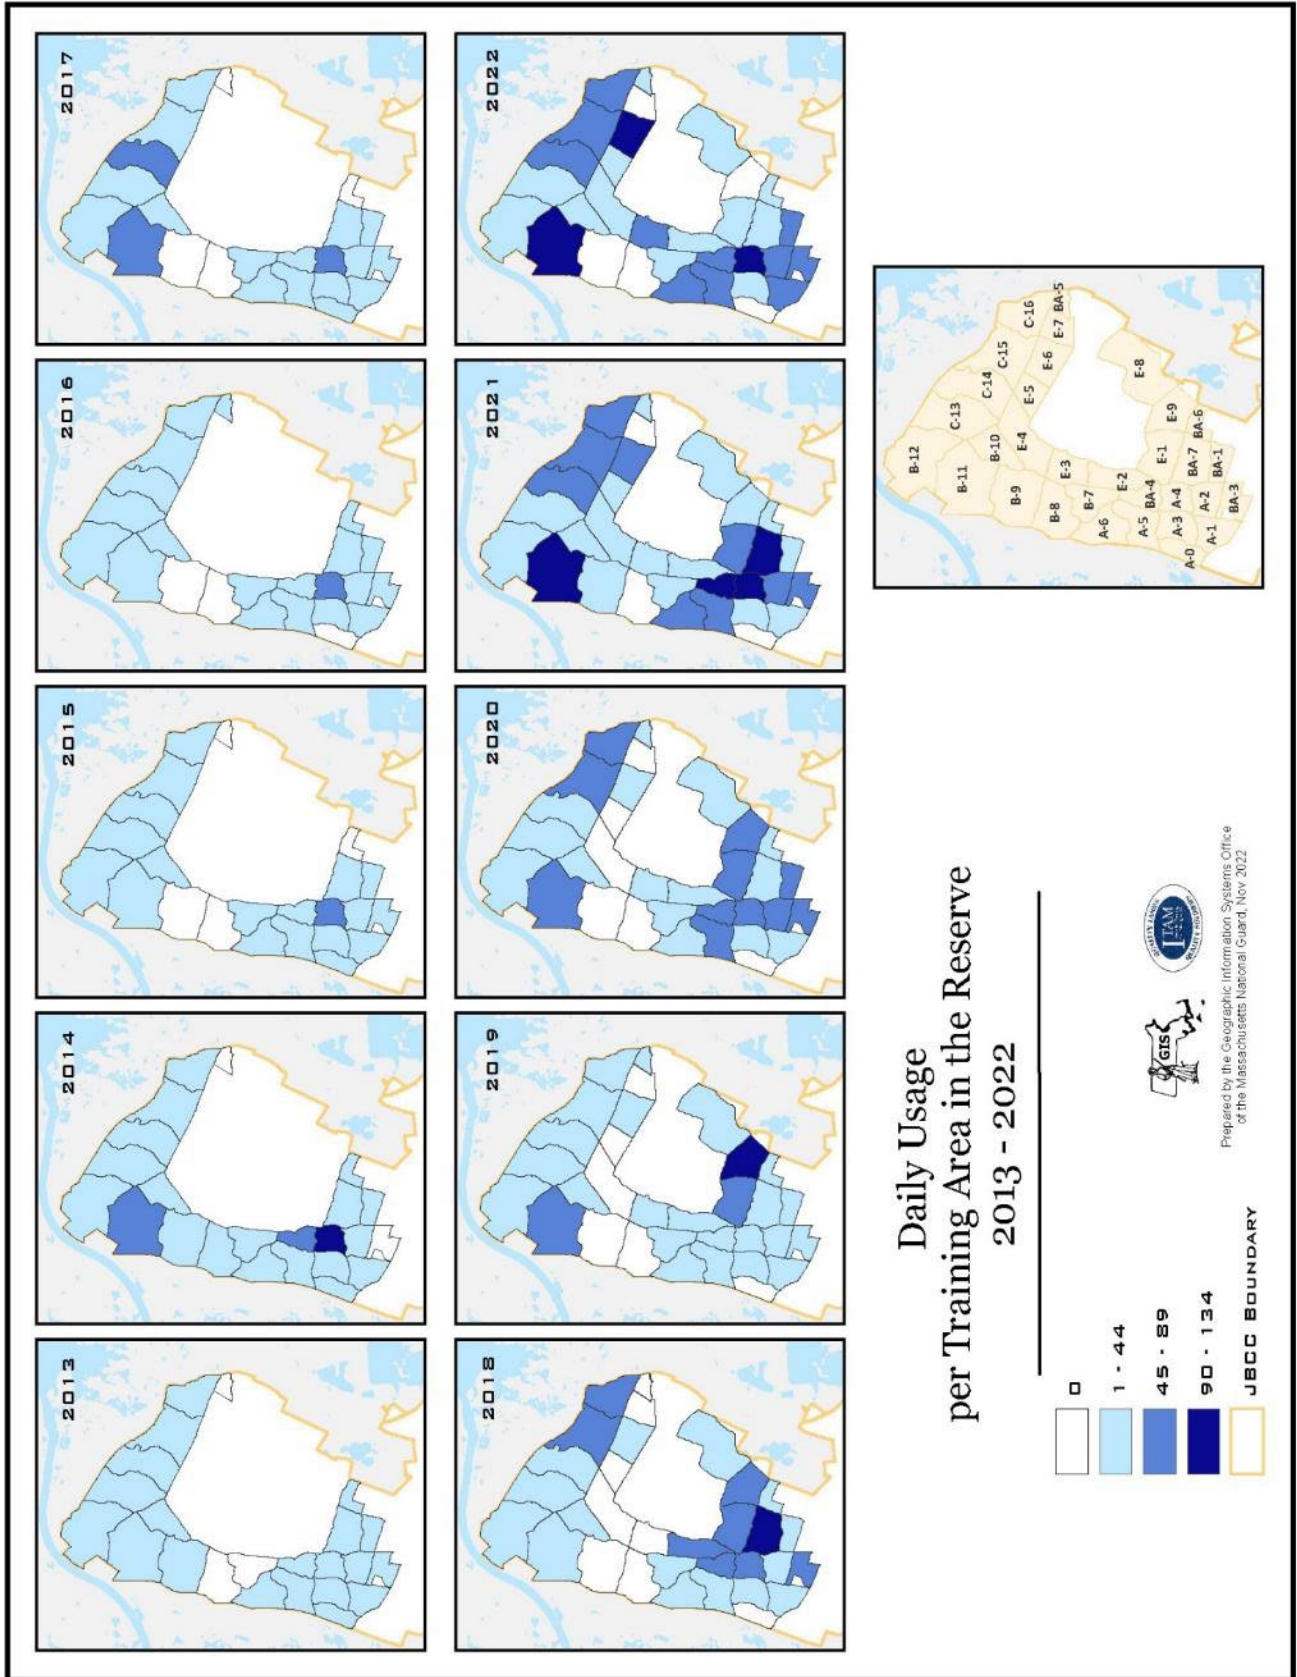 2013
2014
2015
2016
2017
2018
2019
2020
2021
2022
Daily Usage
per Training Area in the Reserve
2013 - 2022
0
1 - 44
45 - 89
90 - 134
JBCC BOUNDARY
GIS
ITAM
Prepared by the Geographic Information Systems Office
of the Massachusetts National Guard, Nov 2022
B-12
C-13
C-14
C-15
C-16
B-11
B-10
E-4
E-5
E-6
E-7
BA-5
B-9
B-8
E-3
B-7
A-6
E-2
E-8
A-5
BA-4
E-1
E-9
A-3
A-4
BA-7
BA-6
A-0
A-1
A-2
BA-1
BA-3